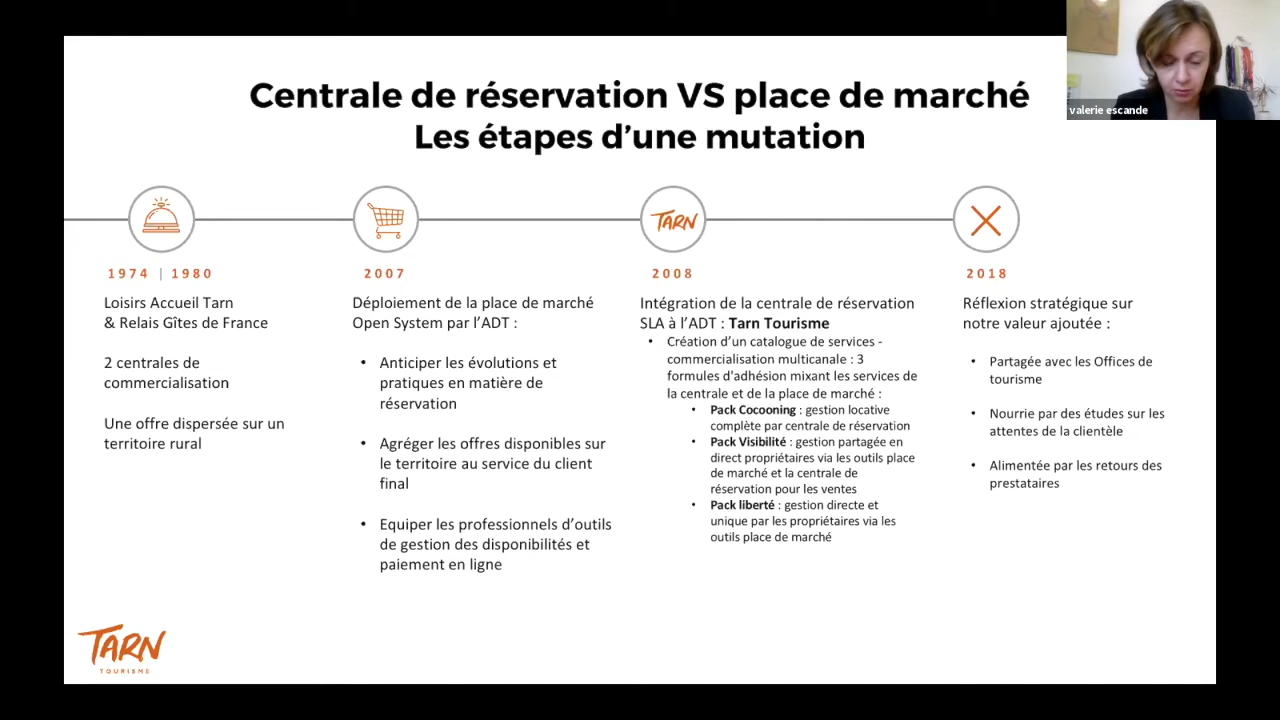 Centrale de réservation VS place de marché
Les étapes d’une mutation
valerie escande
TARN
1974 | 1980
Loisirs Accueil Tarn
& Relais Gîtes de France
2 centrales de
commercialisation
Une offre dispersée sur un
territoire rural
2007
Déploiement de la place de marché
Open System par l’ADT :
• Anticiper les évolutions et
pratiques en matière de
réservation
• Agréger les offres disponibles sur
le territoire au service du client
final
• Equiper les professionnels d’outils
de gestion des disponibilités et
paiement en ligne
2008
Intégration de la centrale de réservation
SLA à l’ADT : Tarn Tourisme
• Création d’un catalogue de services -
commercialisation multicanale : 3
formules d'adhésion mixant les services de
la centrale et de la place de marché :
• Pack Cocooning : gestion locative
complète par centrale de réservation
• Pack Visibilité : gestion partagée en
direct propriétaires via les outils place
de marché et la centrale de
réservation pour les ventes
• Pack liberté : gestion directe et
unique par les propriétaires via les
outils place de marché
2018
Réflexion stratégique sur
notre valeur ajoutée :
• Partagée avec les Offices de
tourisme
• Nourrie par des études sur les
attentes de la clientèle
• Alimentée par les retours des
prestataires
TARN
TOURISME